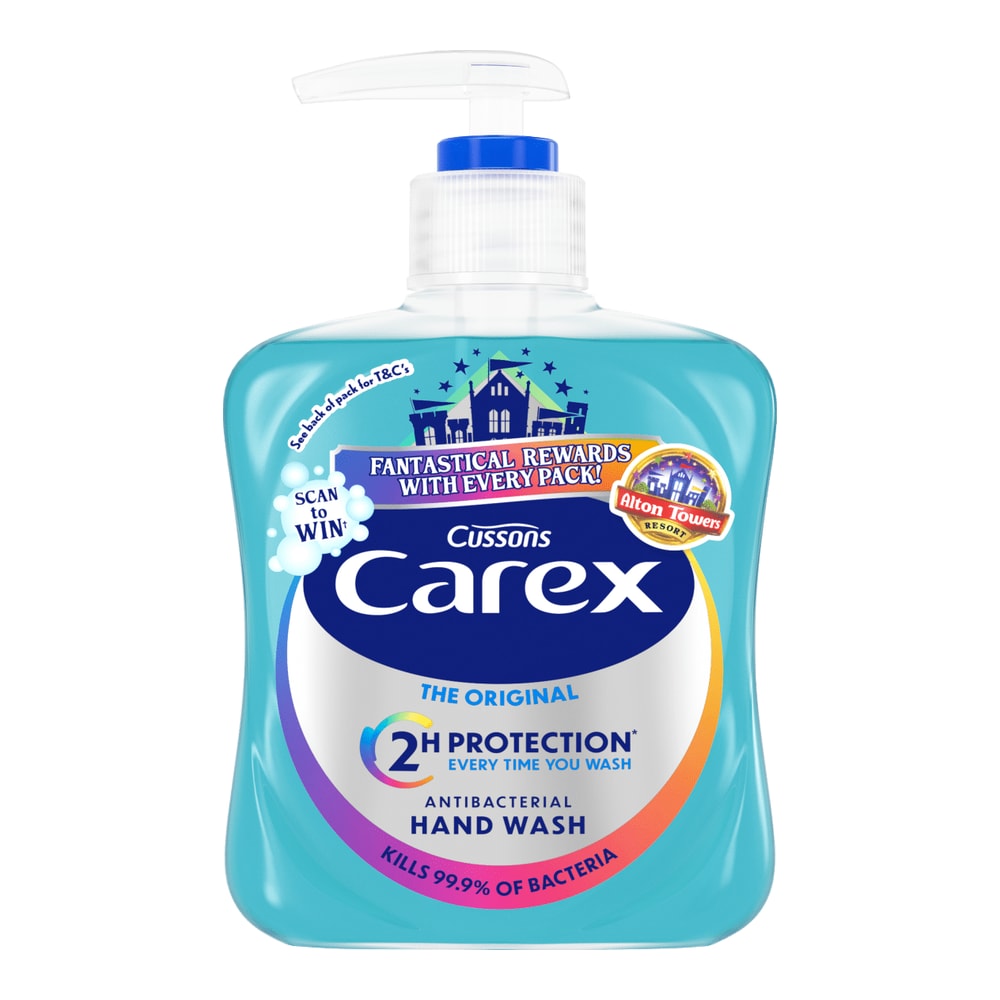 See back of pack for T&C's
FANTASTICAL REWARDS
WITH EVERY PACK!
SCAN
to
WIN†
Alton Towers
RESORT
Cussons
Carex
THE ORIGINAL
2H PROTECTION*
EVERY TIME YOU WASH
ANTIBACTERIAL
HAND WASH
KILLS 99.9% OF BACTERIA